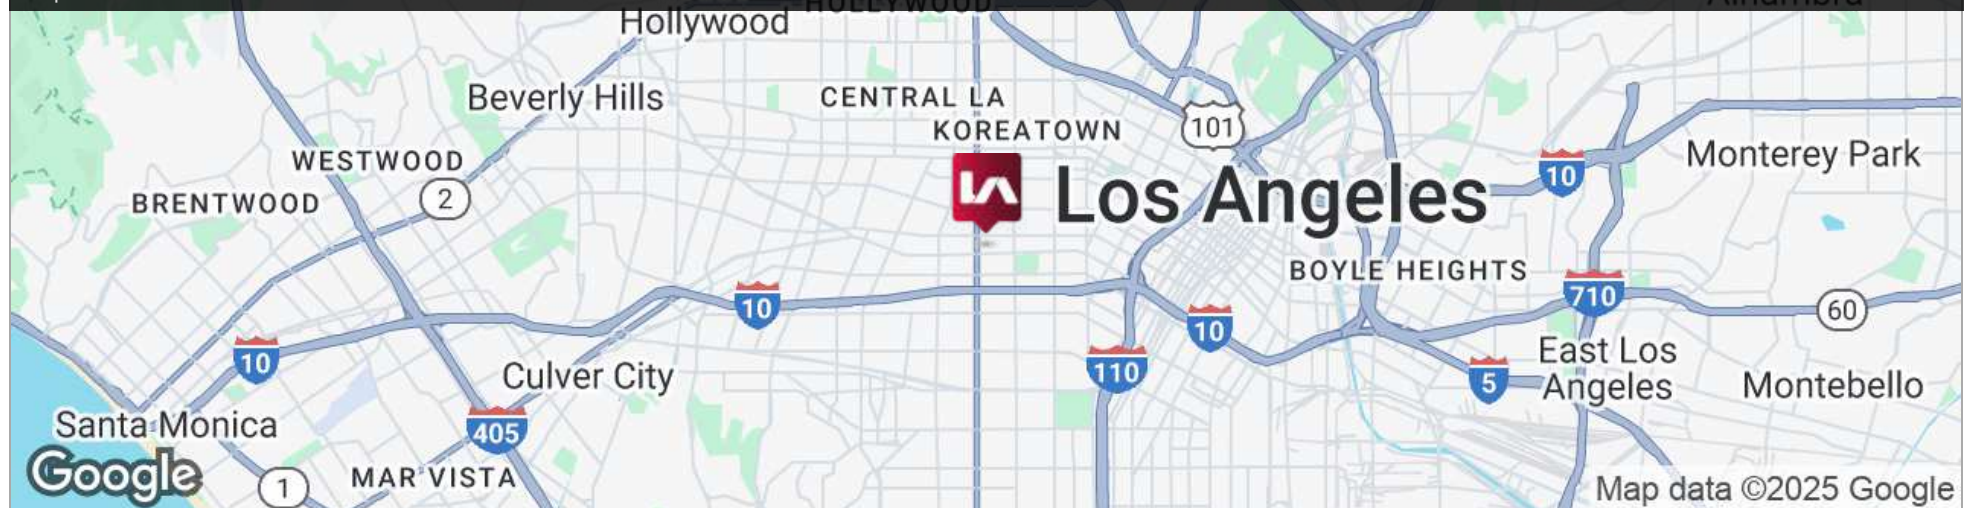 HOLLYWOOD
Hollywood
Beverly Hills
CENTRAL LA
KOREATOWN
101
WESTWOOD
2
BRENTWOOD
LA
Los Angeles
10
Monterey Park
BOYLE HEIGHTS
10
710
60
10
10
110
5
East Los
Angeles
Montebello
Culver City
405
Santa Monica
Google
1
MAR VISTA
Map data ©2025 Google